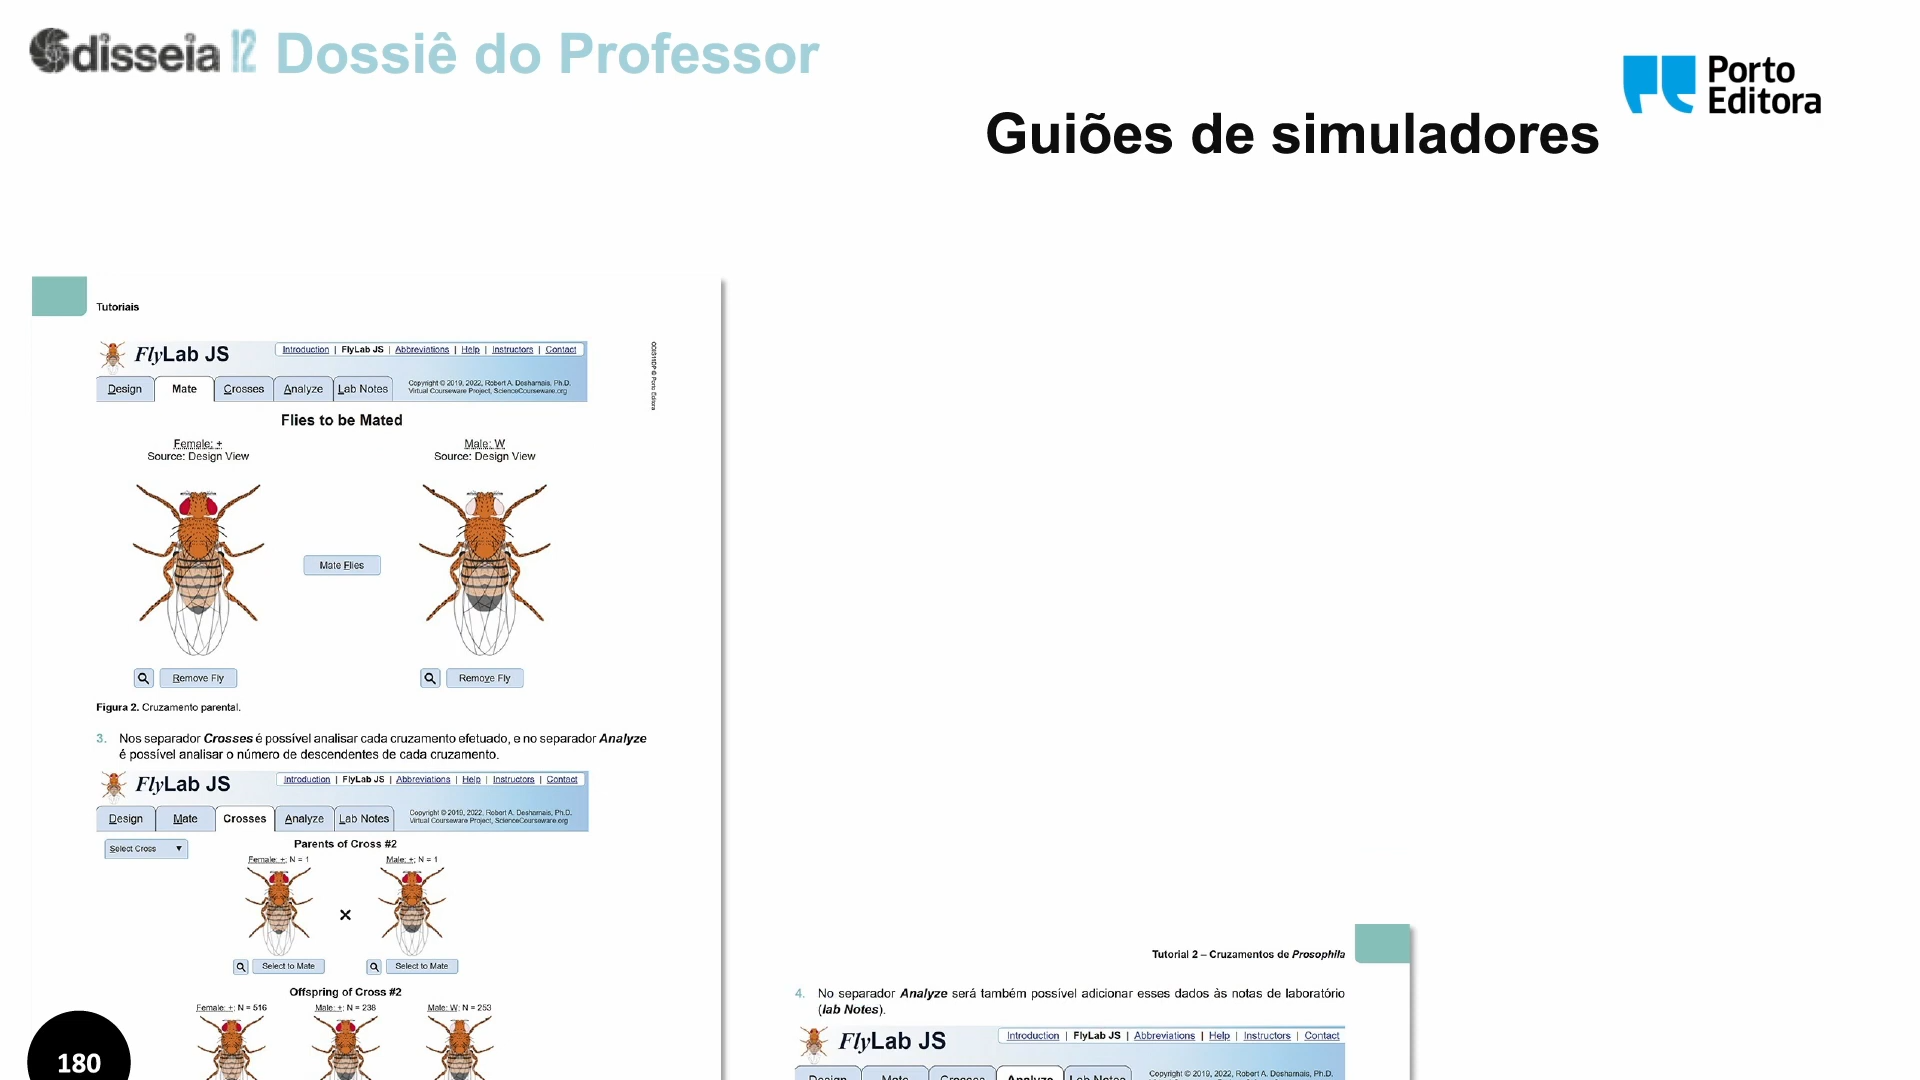 Odisseia 12 Dossiê do Professor
Porto
Editora
Guiões de simuladores
Tutoriais
FlyLab JS
Introduction | FlyLab JS | Abbreviations | Help | Instructors | Contact
Design Mate Crosses Analyze Lab Notes
Copyright © 2019, 2022, Robert A. Desharnais, Ph.D.
Virtual Courseware Project, ScienceCourseware.org
Flies to be Mated
Female: +
Source: Design View
Male: W
Source: Design View
Mate Flies
Remove Fly
Remove Fly
Figura 2. Cruzamento parental.
3. Nos separador Crosses é possível analisar cada cruzamento efetuado, e no separador Analyze
é possível analisar o número de descendentes de cada cruzamento.
FlyLab JS
Introduction | FlyLab JS | Abbreviations | Help | Instructors | Contact
Design Mate Crosses Analyze Lab Notes
Copyright © 2019, 2022, Robert A. Desharnais, Ph.D.
Virtual Courseware Project, ScienceCourseware.org
Select Cross
Parents of Cross #2
Female: +; N = 1
Male: +; N = 1
×
Select to Mate
Select to Mate
Offspring of Cross #2
Female: +; N = 516
Male: +; N = 238
Male: W; N = 253
180
Tutorial 2 – Cruzamentos de Prosophila
4. No separador Analyze será também possível adicionar esses dados às notas de laboratório
(lab Notes).
FlyLab JS
Introduction | FlyLab JS | Abbreviations | Help | Instructors | Contact
Design Mate Crosses Analyze Lab Notes
Copyright © 2019, 2022, Robert A. Desharnais, Ph.D.